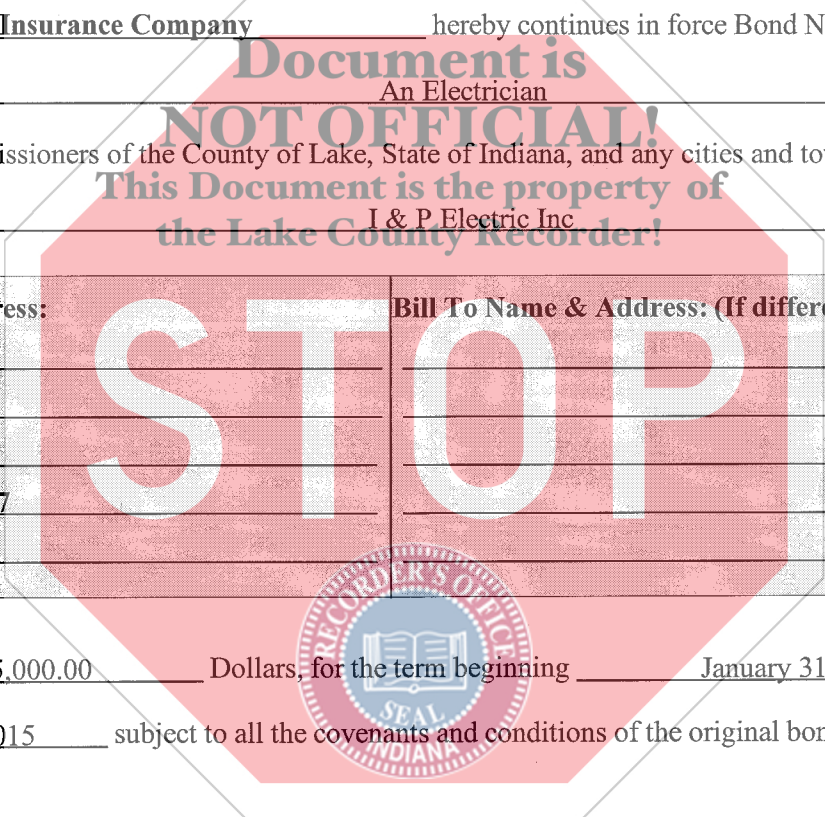 Insurance Company hereby continues in force Bond N
Document is
An Electrician
NOT OFFICIAL!
issioners of the County of Lake, State of Indiana, and any cities and to
This Document is the property of
I & P Electric Inc
the Lake County Recorder!
ress: Bill To Name & Address: (If differe
STOP
7
RECORDER'S OFFICE
SEAL
INDIANA
5,000.00 Dollars, for the term beginning January 31
015 subject to all the covenants and conditions of the original bon